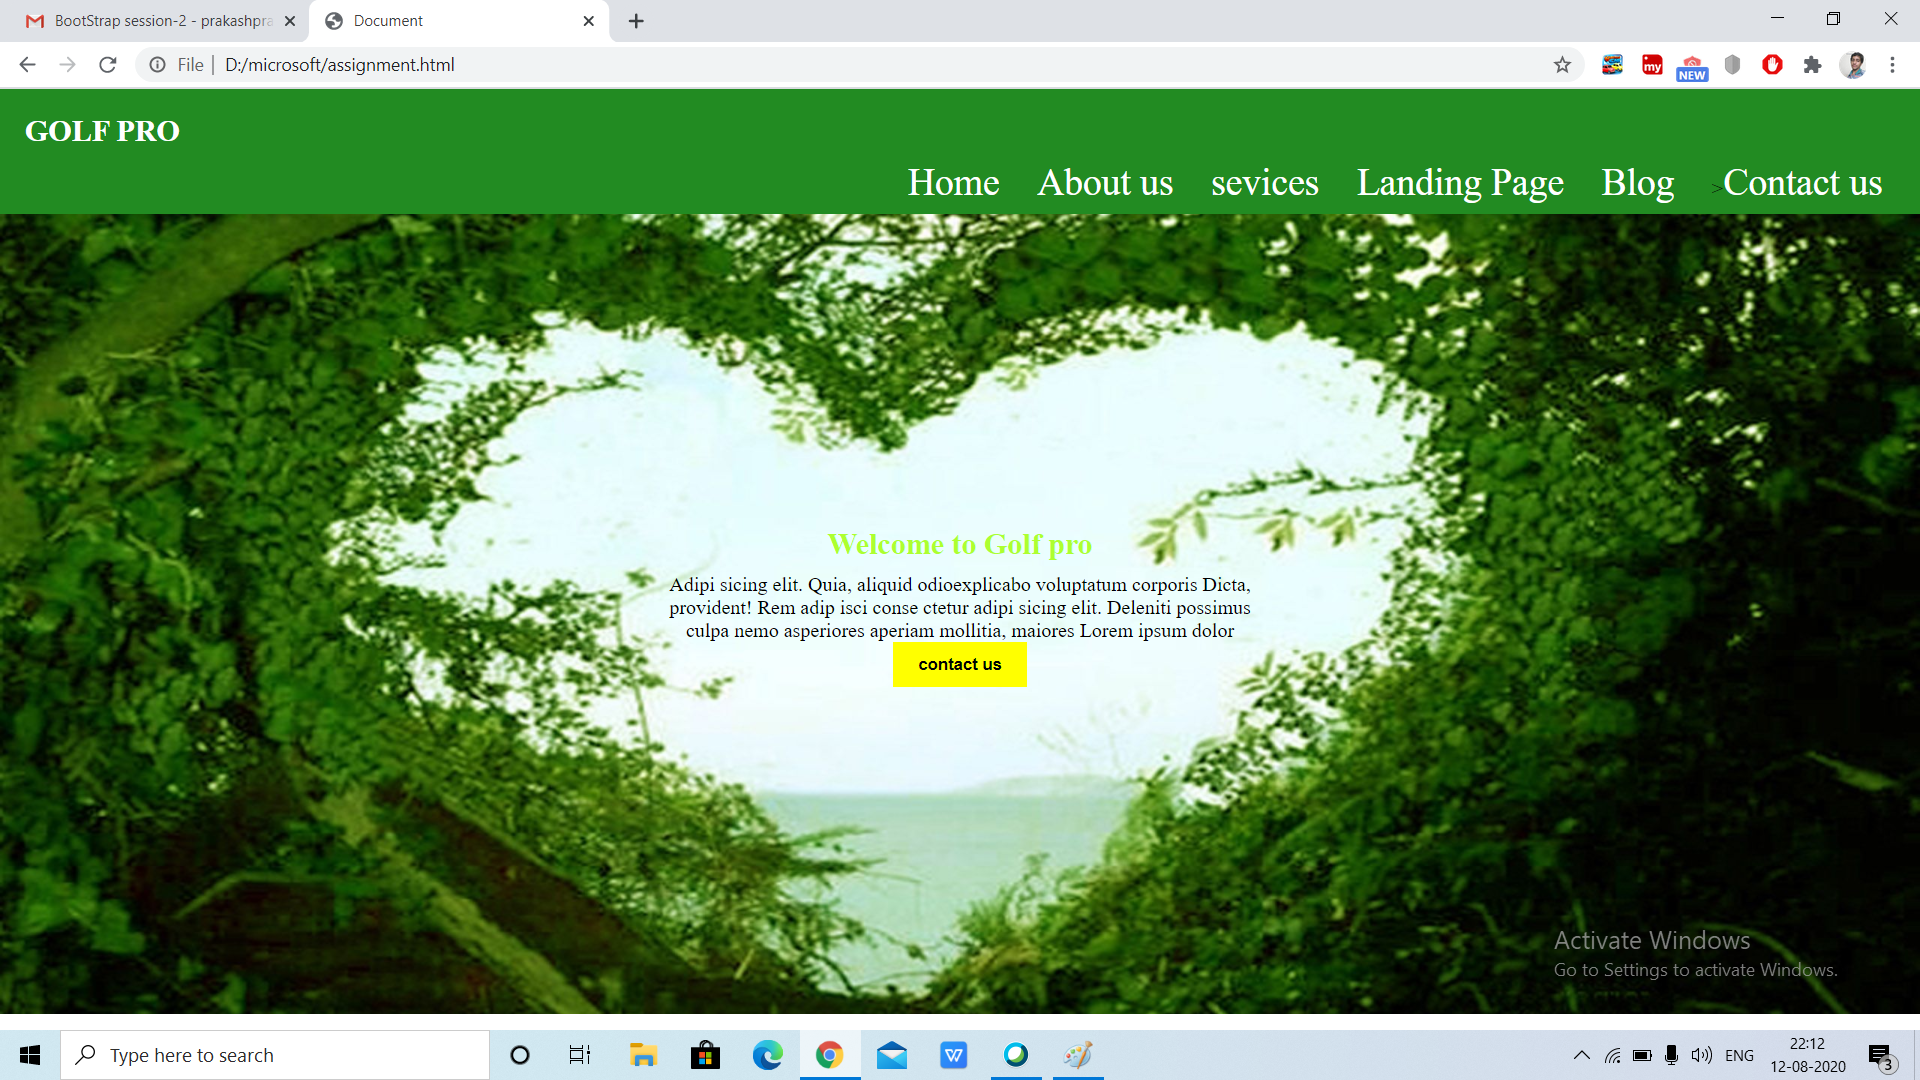 BootStrap session-2 - prakashpra
Document
File | D:/microsoft/assignment.html
my
NEW
GOLF PRO
Home About us sevices Landing Page Blog >Contact us
Welcome to Golf pro
Adipi sicing elit. Quia, aliquid odioexplicabo voluptatum corporis Dicta,
provident! Rem adip isci conse ctetur adipi sicing elit. Deleniti possimus
culpa nemo asperiores aperiam mollitia, maiores Lorem ipsum dolor
contact us
Activate Windows
Go to Settings to activate Windows.
Type here to search
W
ENG
22:12
12-08-2020
3